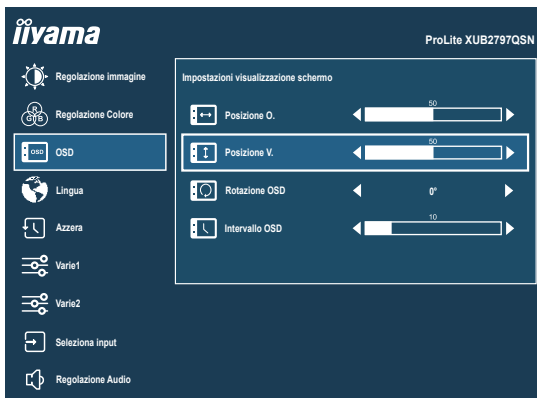 iiyama
ProLite XUB2797QSN
Regolazione immagine
Regolazione Colore
RGB
OSD
OSD
Lingua
Azzera
Varie1
Varie2
Seleziona input
Regolazione Audio
Impostazioni visualizzazione schermo
Posizione O.
50
Posizione V.
50
Rotazione OSD
0°
Intervallo OSD
10